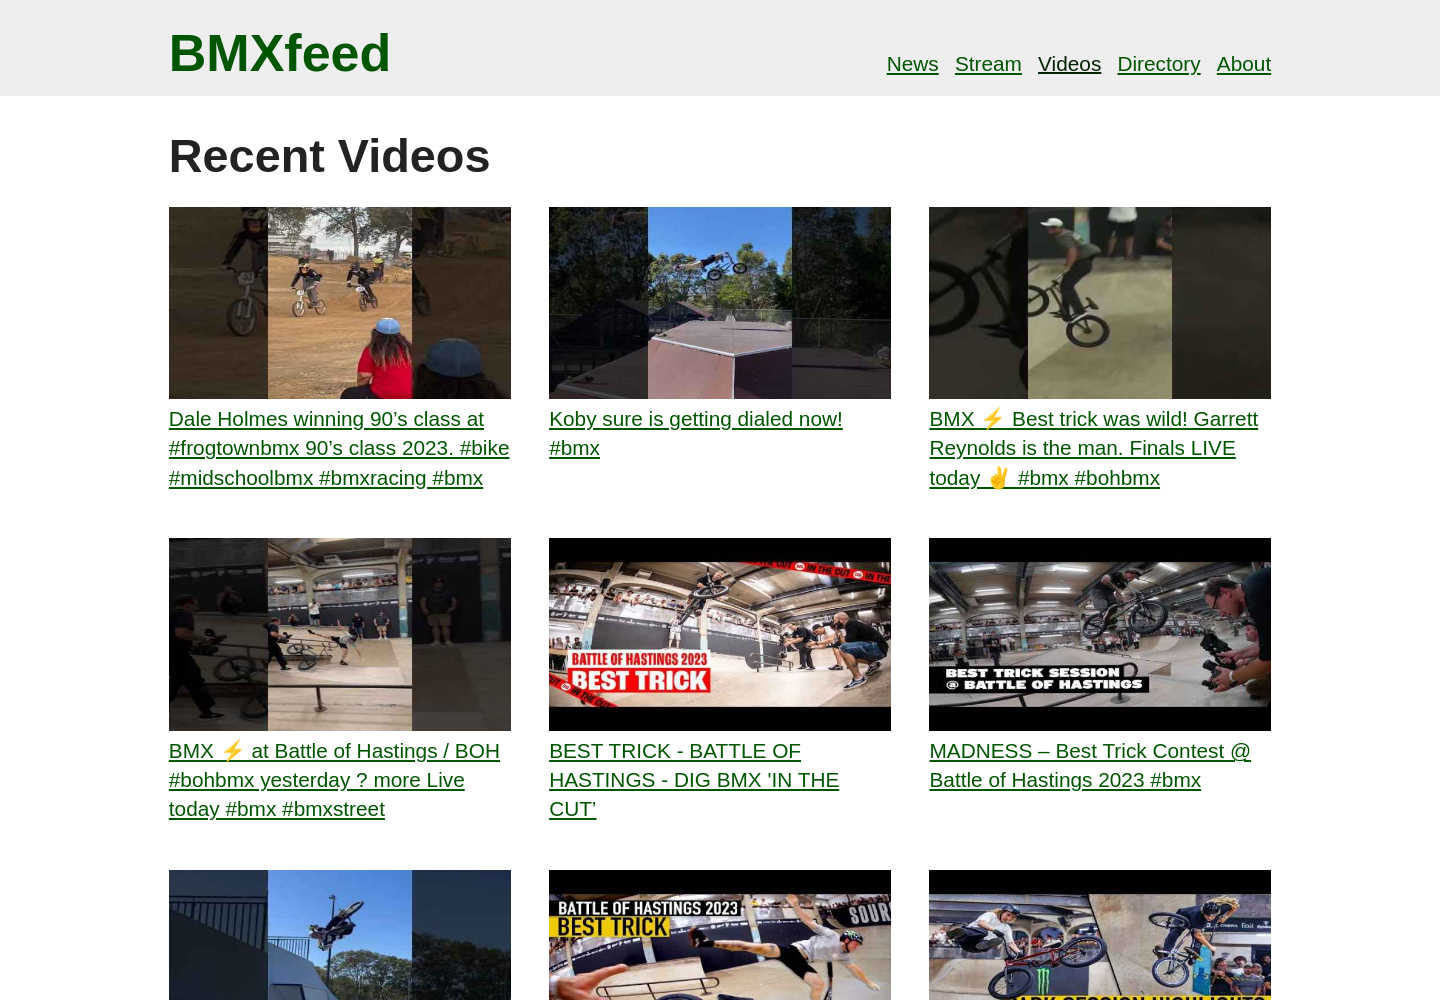 BMXfeed
News Stream Videos Directory About
Recent Videos
Dale Holmes winning 90’s class at
#frogtownbmx 90’s class 2023. #bike
#midschoolbmx #bmxracing #bmx
Koby sure is getting dialed now!
#bmx
BMX ⚡ Best trick was wild! Garrett
Reynolds is the man. Finals LIVE
today ✌ #bmx #bohbmx
BMX ⚡ at Battle of Hastings / BOH
#bohbmx yesterday ? more Live
today #bmx #bmxstreet
IN THE CUT
BATTLE OF HASTINGS 2023
BEST TRICK
BEST TRICK - BATTLE OF
HASTINGS - DIG BMX 'IN THE
CUT’
BEST TRICK SESSION
@ BATTLE OF HASTINGS
MADNESS – Best Trick Contest @
Battle of Hastings 2023 #bmx
BATTLE OF HASTINGS 2023
BEST TRICK